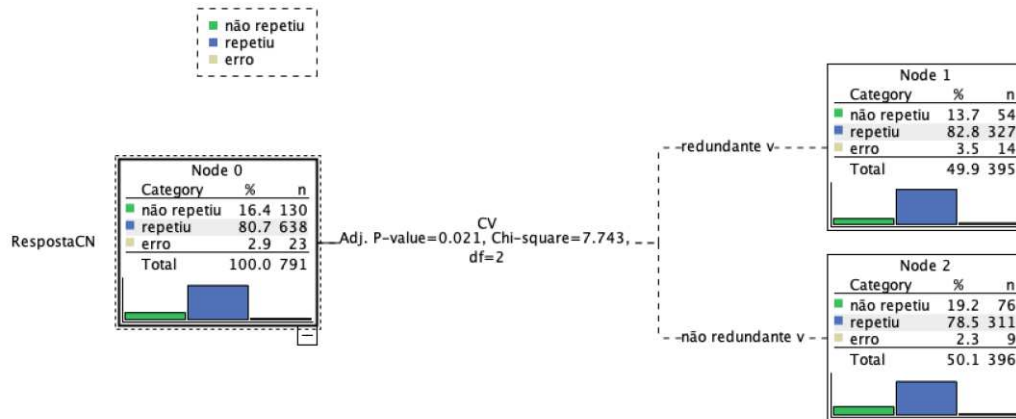 não repetiu
repetiu
erro
RespostaCN
Node 0
Category % n
não repetiu 16.4 130
repetiu 80.7 638
erro 2.9 23
Total 100.0 791
CV
Adj. P-value=0.021, Chi-square=7.743,
df=2
redundante v
Node 1
Category % n
não repetiu 13.7 54
repetiu 82.8 327
erro 3.5 14
Total 49.9 395
não redundante v
Node 2
Category % n
não repetiu 19.2 76
repetiu 78.5 311
erro 2.3 9
Total 50.1 396